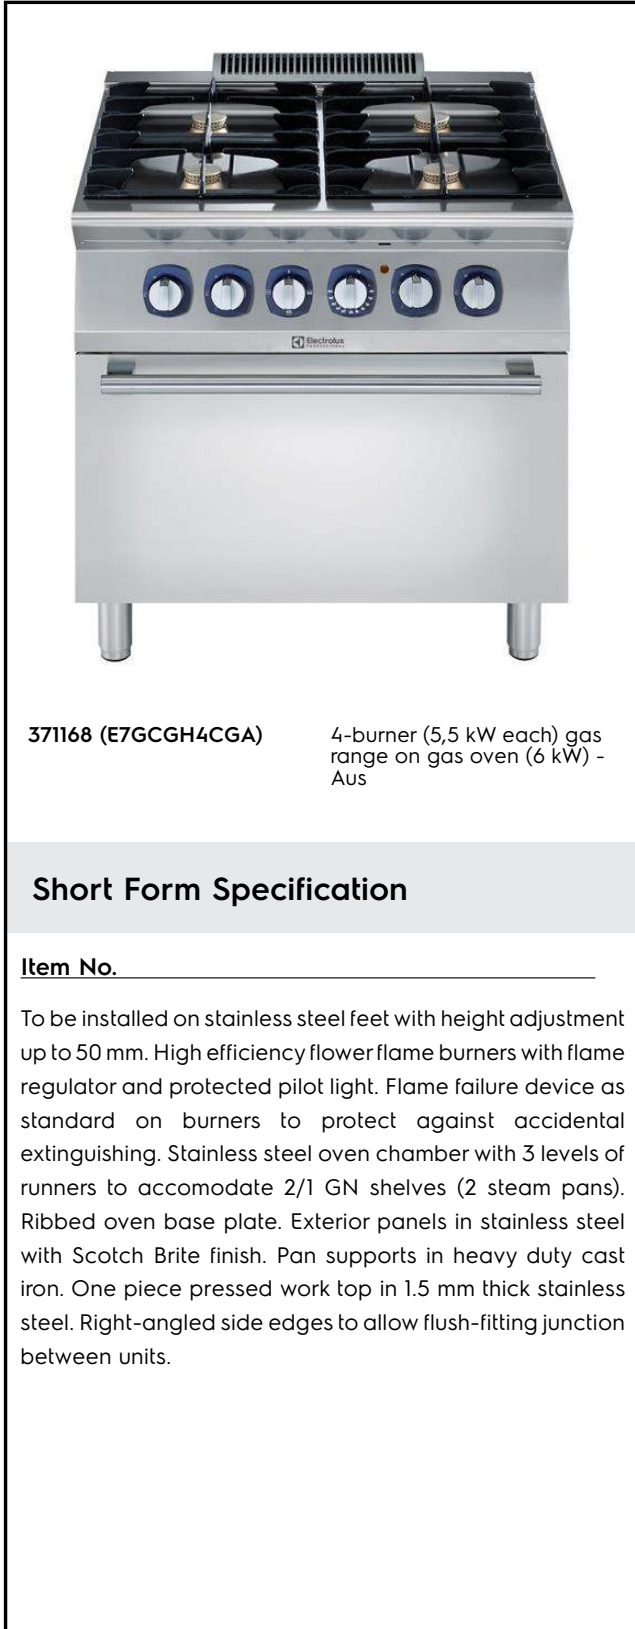 Electrolux
PROFESSIONAL
371168 (E7GCGH4CGA)
4-burner (5,5 kW each) gas
range on gas oven (6 kW) -
Aus
Short Form Specification
Item No.
To be installed on stainless steel feet with height adjustment
up to 50 mm. High efficiency flower flame burners with flame
regulator and protected pilot light. Flame failure device as
standard on burners to protect against accidental
extinguishing. Stainless steel oven chamber with 3 levels of
runners to accomodate 2/1 GN shelves (2 steam pans).
Ribbed oven base plate. Exterior panels in stainless steel
with Scotch Brite finish. Pan supports in heavy duty cast
iron. One piece pressed work top in 1.5 mm thick stainless
steel. Right-angled side edges to allow flush-fitting junction
between units.